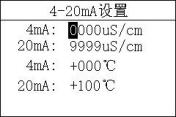 4-20mA设置
4mA: 0000uS/cm
20mA: 9999uS/cm
4mA: +000℃
20mA: +100℃